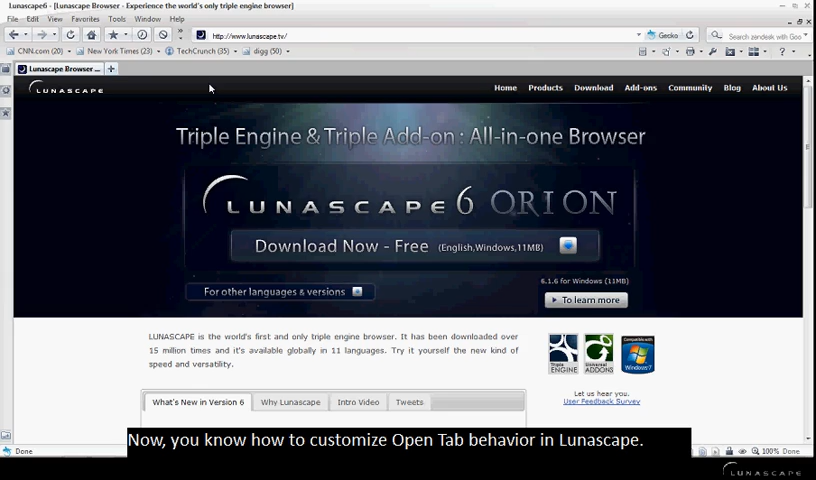 Lunascape6 - [Lunascape Browser - Experience the world's only triple engine browser]
File Edit View Favorites Tools Window Help
http://www.lunascape.tv/ Gecko Search zendesk with Goo
CNN.com (20) New York Times (23) TechCrunch (35) digg (50)
Lunascape Browser ...
LUNASCAPE Home Products Download Add-ons Community Blog About Us
Triple Engine & Triple Add-on : All-in-one Browser
LUNASCAPE 6 ORION
Download Now - Free (English,Windows,11MB)
For other languages & versions
6.1.6 for Windows (11MB)
To learn more
LUNASCAPE is the world's first and only triple engine browser. It has been downloaded over
15 million times and it's available globally in 11 languages. Try it yourself the new kind of
speed and versatility.
Triple ENGINE Universal ADDONS Compatible with Windows 7
Let us hear you.
User Feedback Survey
What's New in Version 6 Why Lunascape Intro Video Tweets
Now, you know how to customize Open Tab behavior in Lunascape.
Done 100% Done
LUNASCAPE